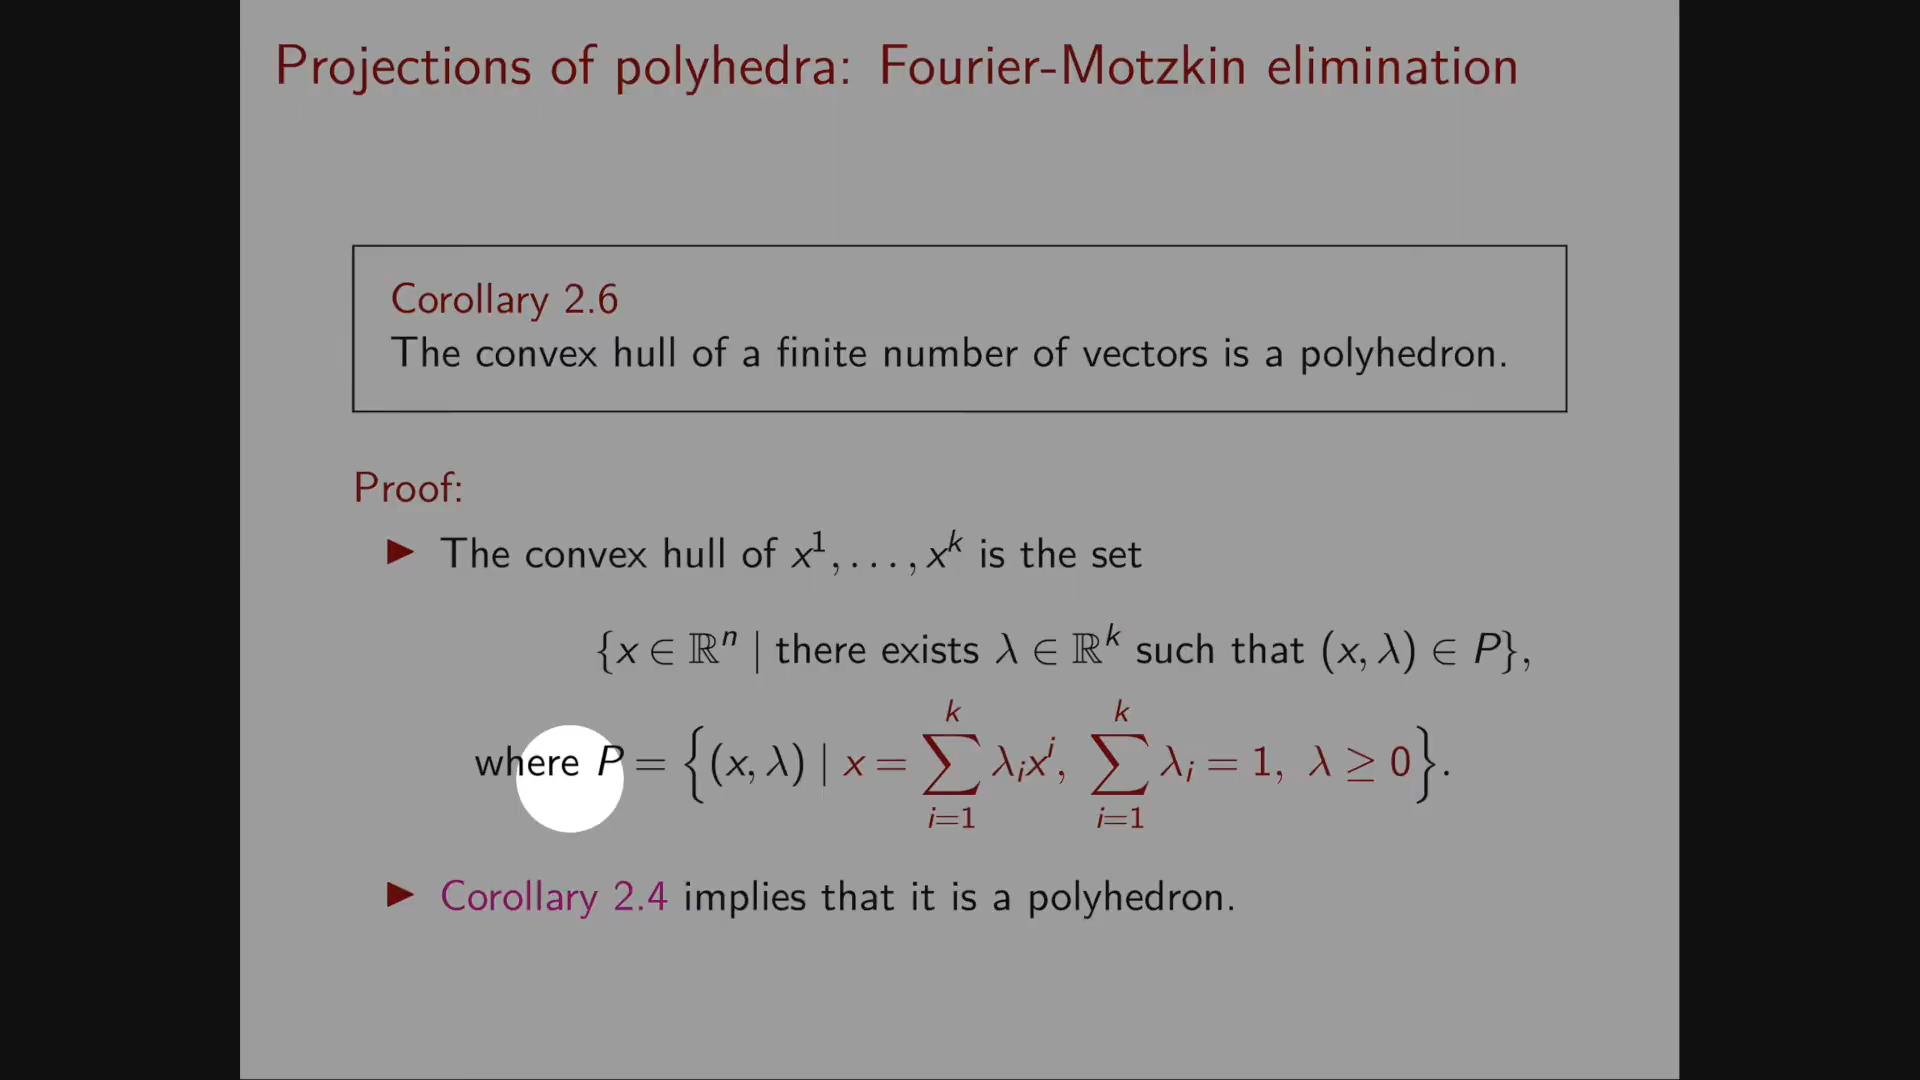 Projections of polyhedra: Fourier-Motzkin elimination
Corollary 2.6
The convex hull of a finite number of vectors is a polyhedron.
Proof:
▶ The convex hull of x¹, . . . , xᵏ is the set
{x ∈ ℝⁿ | there exists λ ∈ ℝᵏ such that (x, λ) ∈ P},
where P = {(x, λ) | x = ∑_{i=1}^{k} λᵢxⁱ, ∑_{i=1}^{k} λᵢ = 1, λ ≥ 0}.
▶ Corollary 2.4 implies that it is a polyhedron.